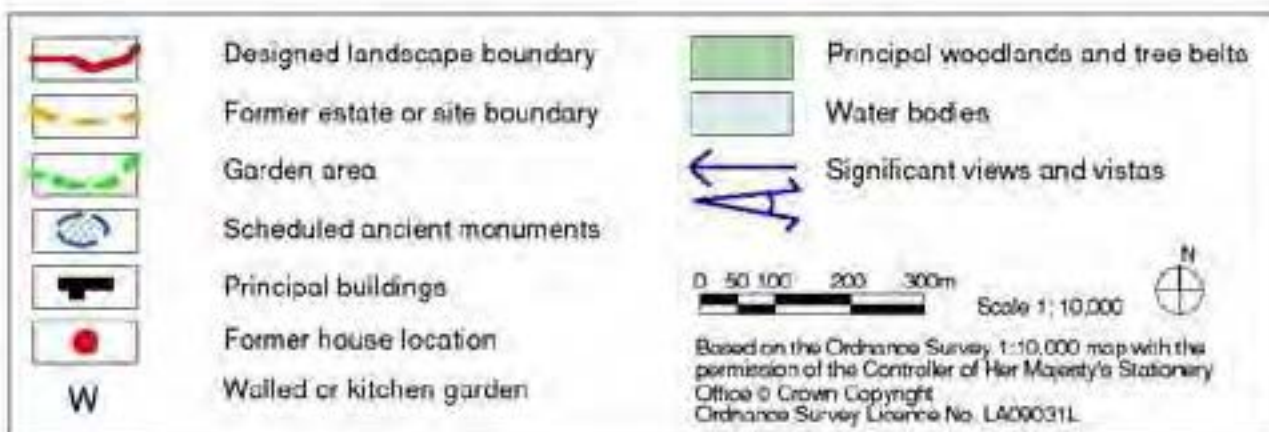 Designed landscape boundary
Former estate or site boundary
Garden area
Scheduled ancient monuments
Principal buildings
Former house location
W Walled or kitchen garden
Principal woodlands and tree belts
Water bodies
Significant views and vistas
N
0 50 100 200 300m
Scale 1: 10,000
Based on the Ordnance Survey 1:10,000 map with the
permission of the Controller of Her Majesty's Stationery
Office © Crown Copyright
Ordnance Survey Licence No. LA09031L